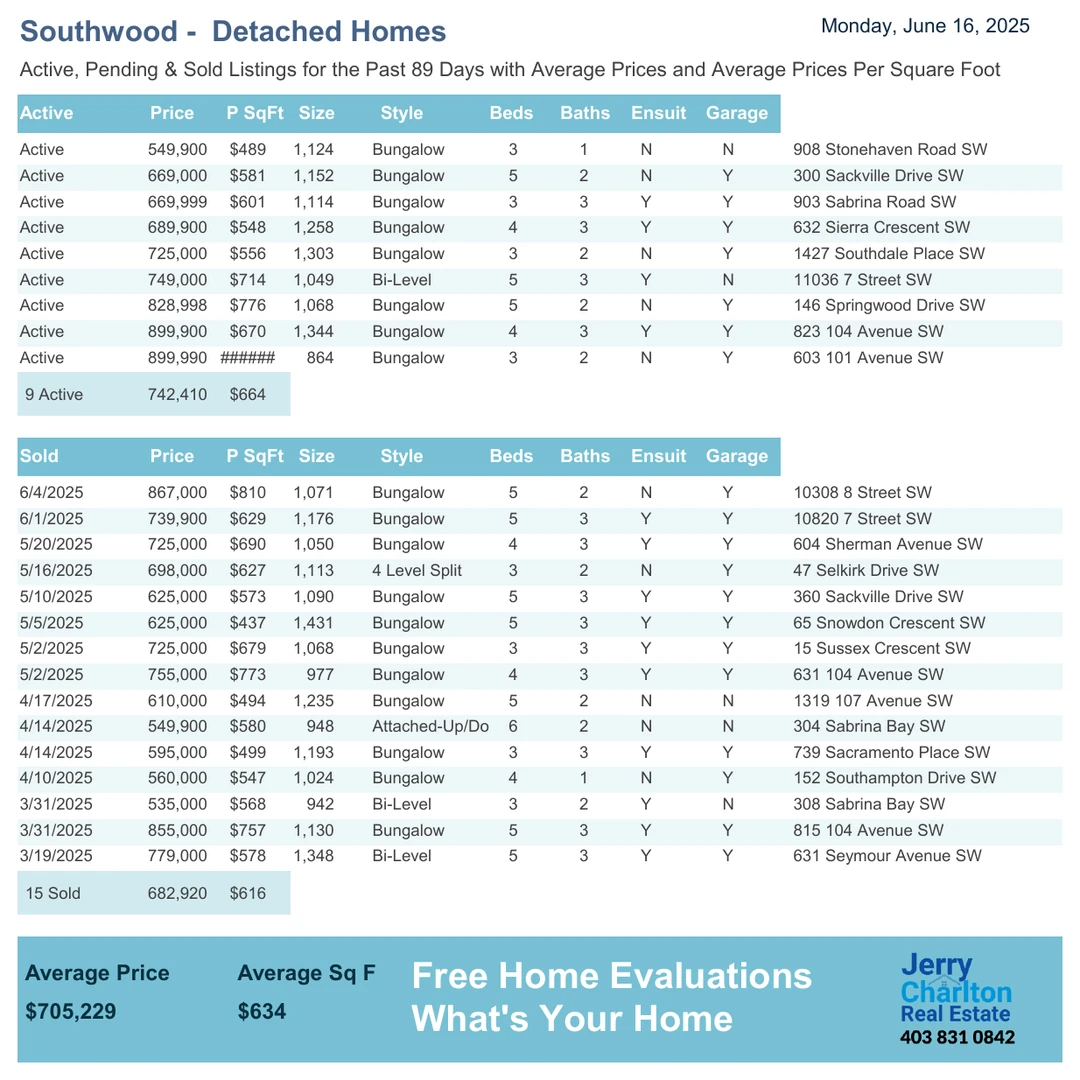 Southwood - Detached Homes
Monday, June 16, 2025
Active, Pending & Sold Listings for the Past 89 Days with Average Prices and Average Prices Per Square Foot
Active Price P SqFt Size Style Beds Baths Ensuit Garage
Active 549,900 $489 1,124 Bungalow 3 1 N N 908 Stonehaven Road SW
Active 669,000 $581 1,152 Bungalow 5 2 N Y 300 Sackville Drive SW
Active 669,999 $601 1,114 Bungalow 3 3 Y Y 903 Sabrina Road SW
Active 689,900 $548 1,258 Bungalow 4 3 Y Y 632 Sierra Crescent SW
Active 725,000 $556 1,303 Bungalow 3 2 N Y 1427 Southdale Place SW
Active 749,000 $714 1,049 Bi-Level 5 3 Y N 11036 7 Street SW
Active 828,998 $776 1,068 Bungalow 5 2 N Y 146 Springwood Drive SW
Active 899,900 $670 1,344 Bungalow 4 3 Y Y 823 104 Avenue SW
Active 899,990 ###### 864 Bungalow 3 2 N Y 603 101 Avenue SW
9 Active 742,410 $664
Sold Price P SqFt Size Style Beds Baths Ensuit Garage
6/4/2025 867,000 $810 1,071 Bungalow 5 2 N Y 10308 8 Street SW
6/1/2025 739,900 $629 1,176 Bungalow 5 3 Y Y 10820 7 Street SW
5/20/2025 725,000 $690 1,050 Bungalow 4 3 Y Y 604 Sherman Avenue SW
5/16/2025 698,000 $627 1,113 4 Level Split 3 2 N Y 47 Selkirk Drive SW
5/10/2025 625,000 $573 1,090 Bungalow 5 3 Y Y 360 Sackville Drive SW
5/5/2025 625,000 $437 1,431 Bungalow 5 3 Y Y 65 Snowdon Crescent SW
5/2/2025 725,000 $679 1,068 Bungalow 3 3 Y Y 15 Sussex Crescent SW
5/2/2025 755,000 $773 977 Bungalow 4 3 Y Y 631 104 Avenue SW
4/17/2025 610,000 $494 1,235 Bungalow 5 2 N N 1319 107 Avenue SW
4/14/2025 549,900 $580 948 Attached-Up/Do 6 2 N N 304 Sabrina Bay SW
4/14/2025 595,000 $499 1,193 Bungalow 3 3 Y Y 739 Sacramento Place SW
4/10/2025 560,000 $547 1,024 Bungalow 4 1 N Y 152 Southampton Drive SW
3/31/2025 535,000 $568 942 Bi-Level 3 2 Y N 308 Sabrina Bay SW
3/31/2025 855,000 $757 1,130 Bungalow 5 3 Y Y 815 104 Avenue SW
3/19/2025 779,000 $578 1,348 Bi-Level 5 3 Y Y 631 Seymour Avenue SW
15 Sold 682,920 $616
Average Price Average Sq F
$705,229 $634
Free Home Evaluations
What's Your Home
Jerry
Charlton
Real Estate
403 831 0842